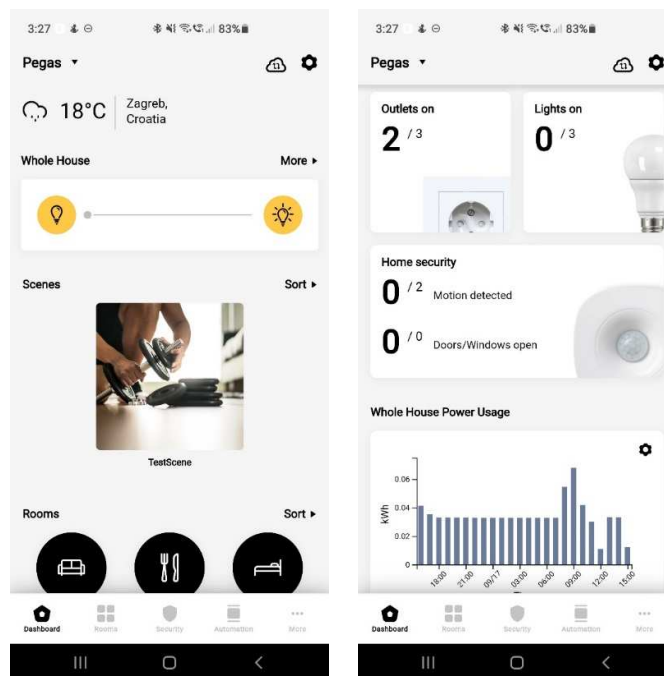 3:27 83%
Pegas
18°C
Zagreb,
Croatia
Whole House More
Scenes Sort
TestScene
Rooms Sort
Dashboard Rooms Security Automation More
3:27 83%
Pegas
Outlets on
2 / 3
Lights on
0 / 3
Home security
0 / 2 Motion detected
0 / 0 Doors/Windows open
Whole House Power Usage
kWh
0.06
0.04
0.02
0
18:00 21:00 09/17 03:00 06:00 09:00 12:00 15:00
Dashboard Rooms Security Automation More